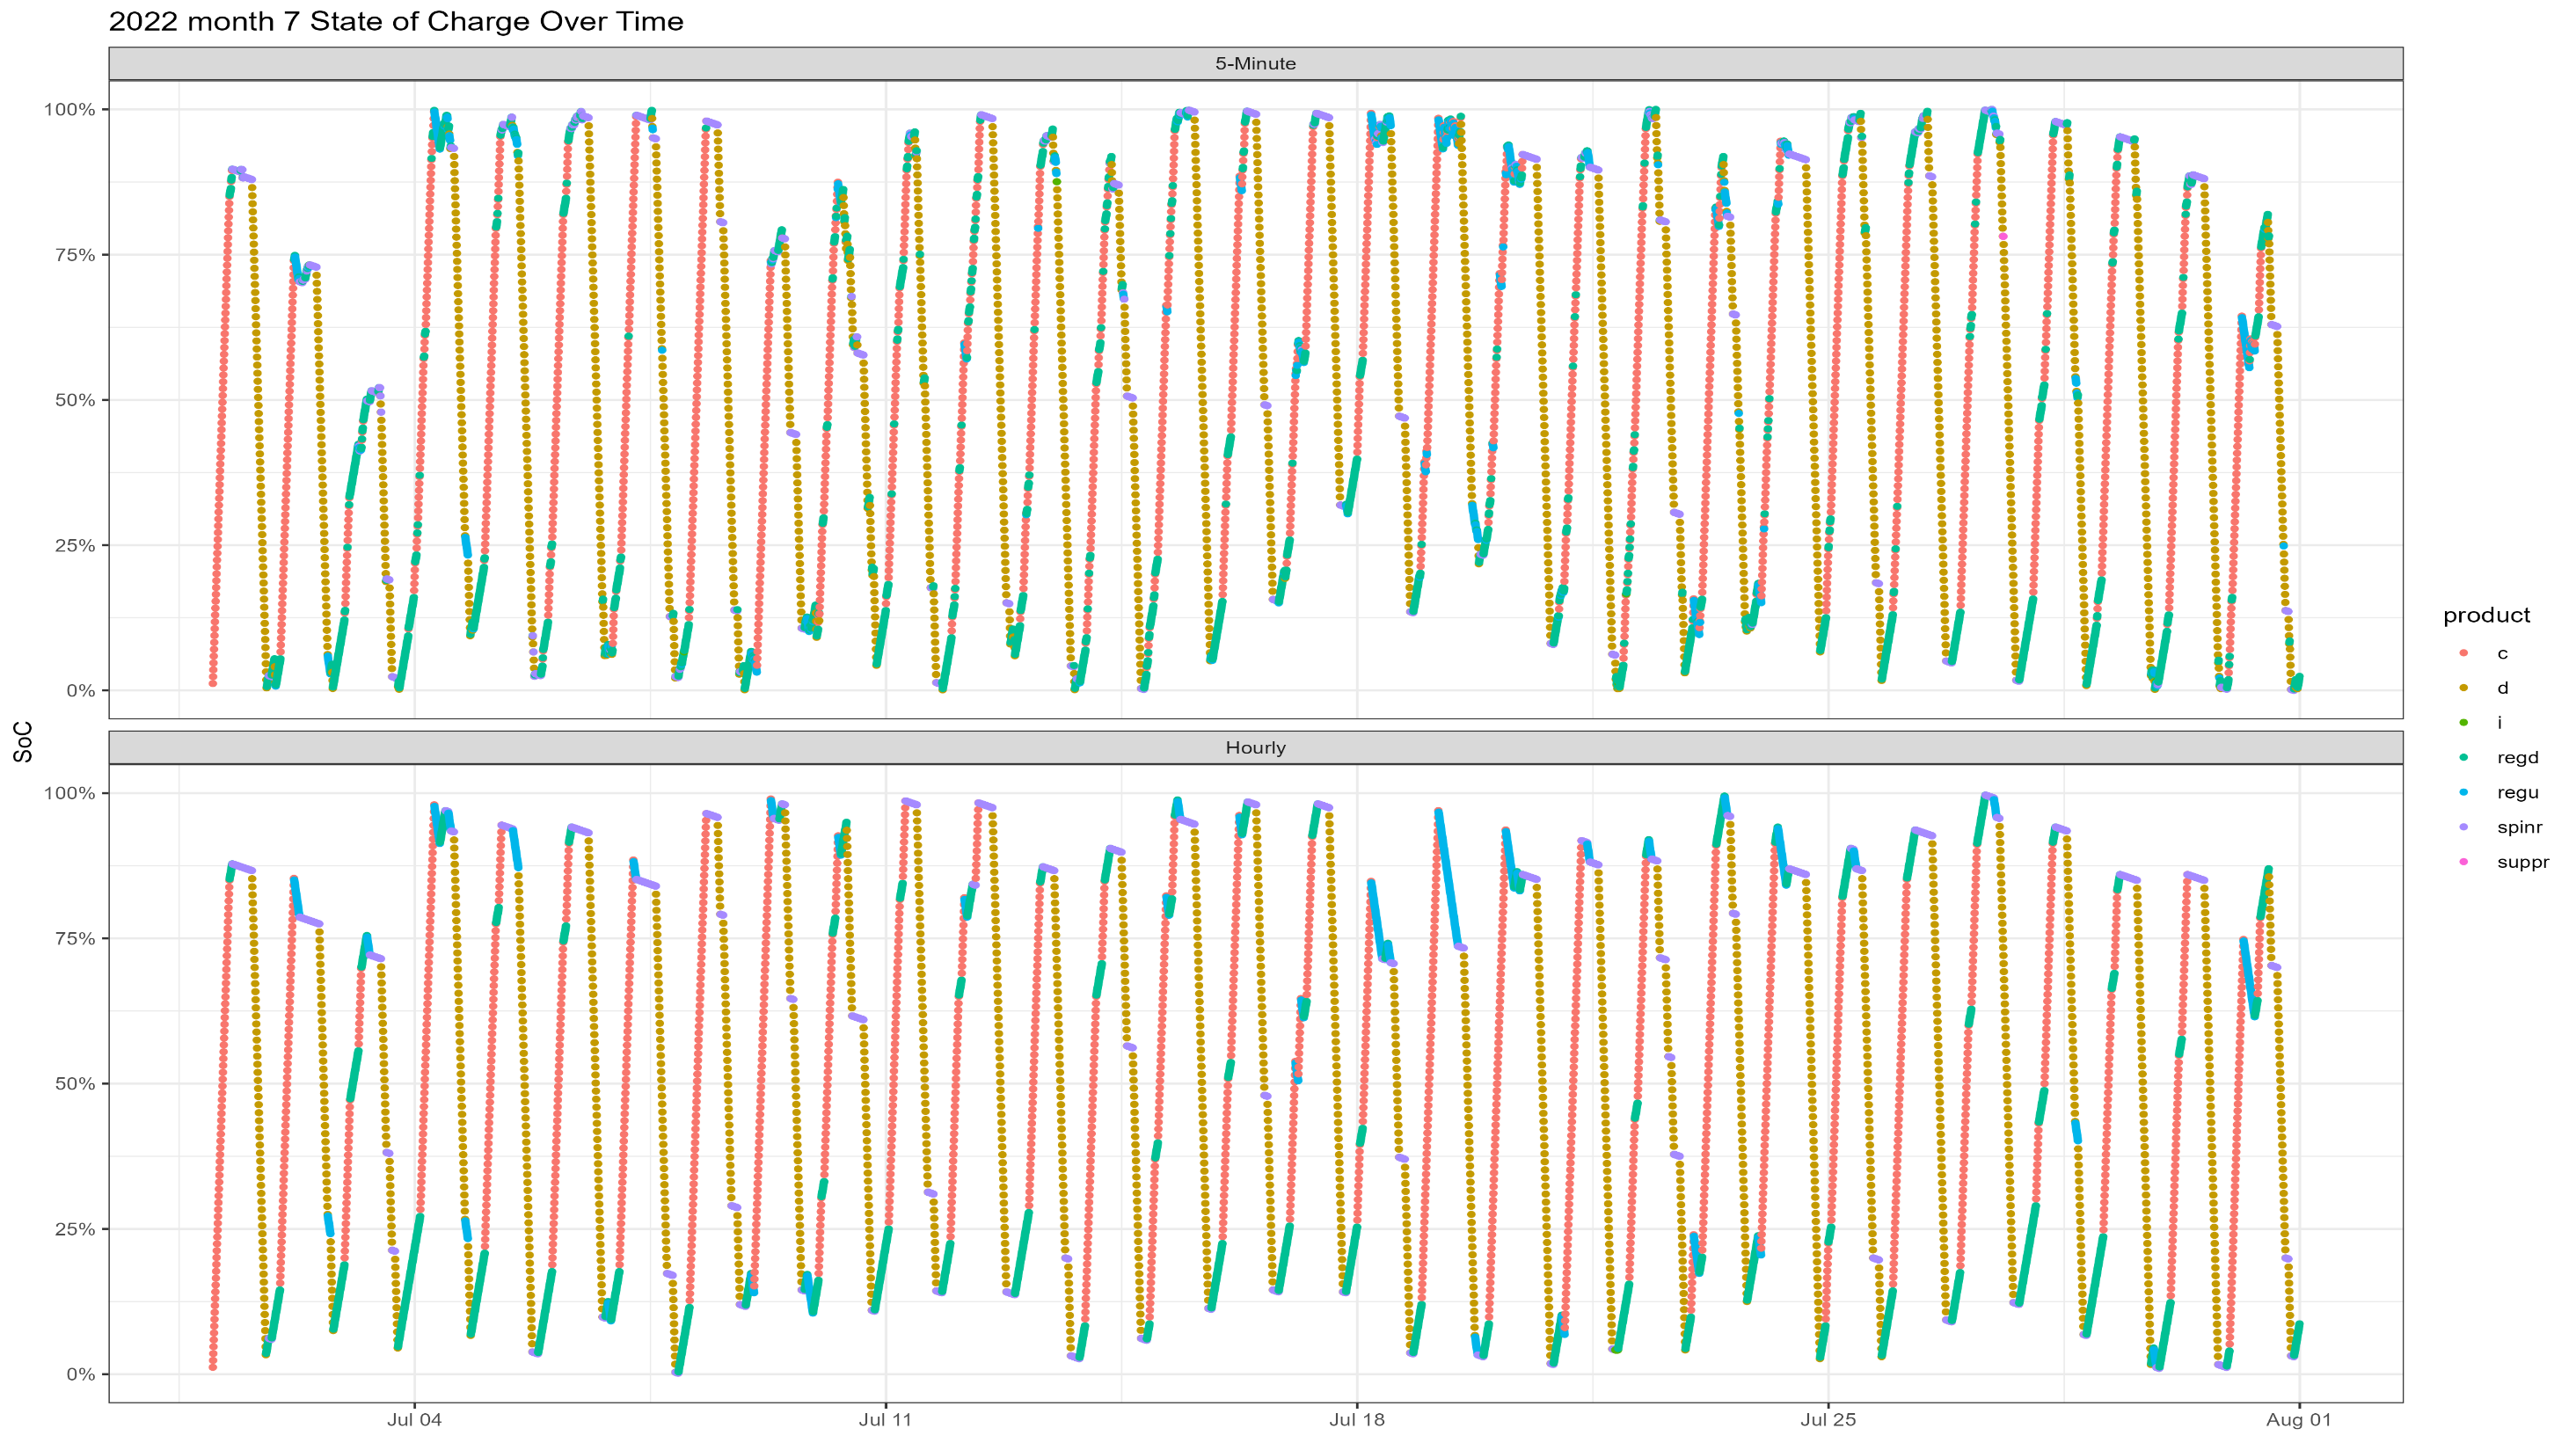 2022 month 7 State of Charge Over Time
5-Minute
100%
75%
50%
25%
0%
SoC
Hourly
100%
75%
50%
25%
0%
Jul 04
Jul 11
Jul 18
Jul 25
Aug 01
product
c
d
i
regd
regu
spinr
suppr